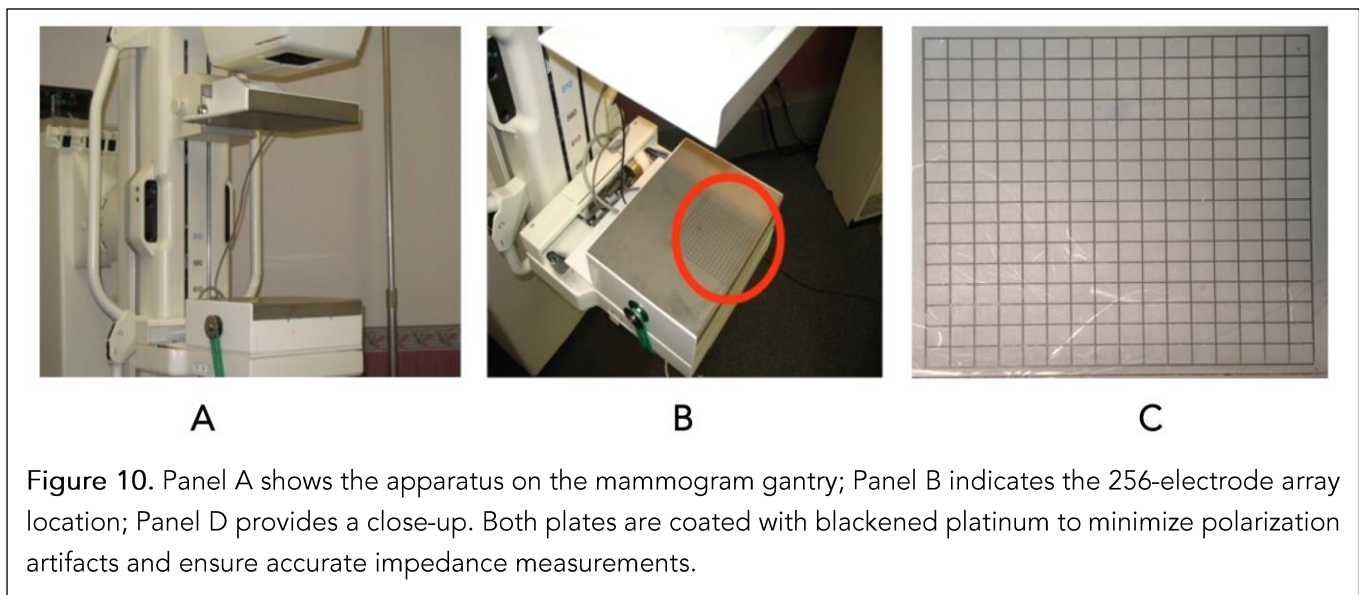 A
B
C
Figure 10. Panel A shows the apparatus on the mammogram gantry; Panel B indicates the 256-electrode array
location; Panel D provides a close-up. Both plates are coated with blackened platinum to minimize polarization
artifacts and ensure accurate impedance measurements.